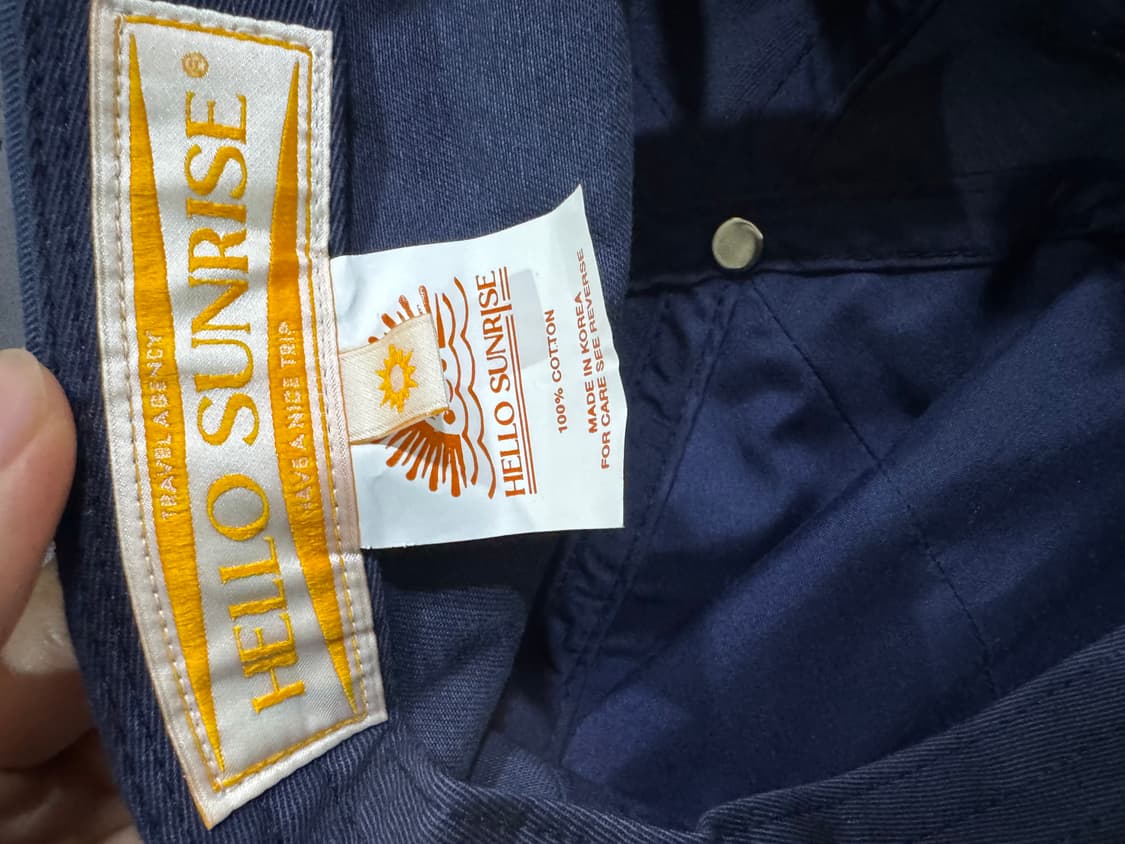 TRAVEL AGENCY
HELLO SUNRISE®
HAVE A NICE TRIP
HELLO SUNRISE
100% COTTON
MADE IN KOREA
FOR CARE SEE REVERSE